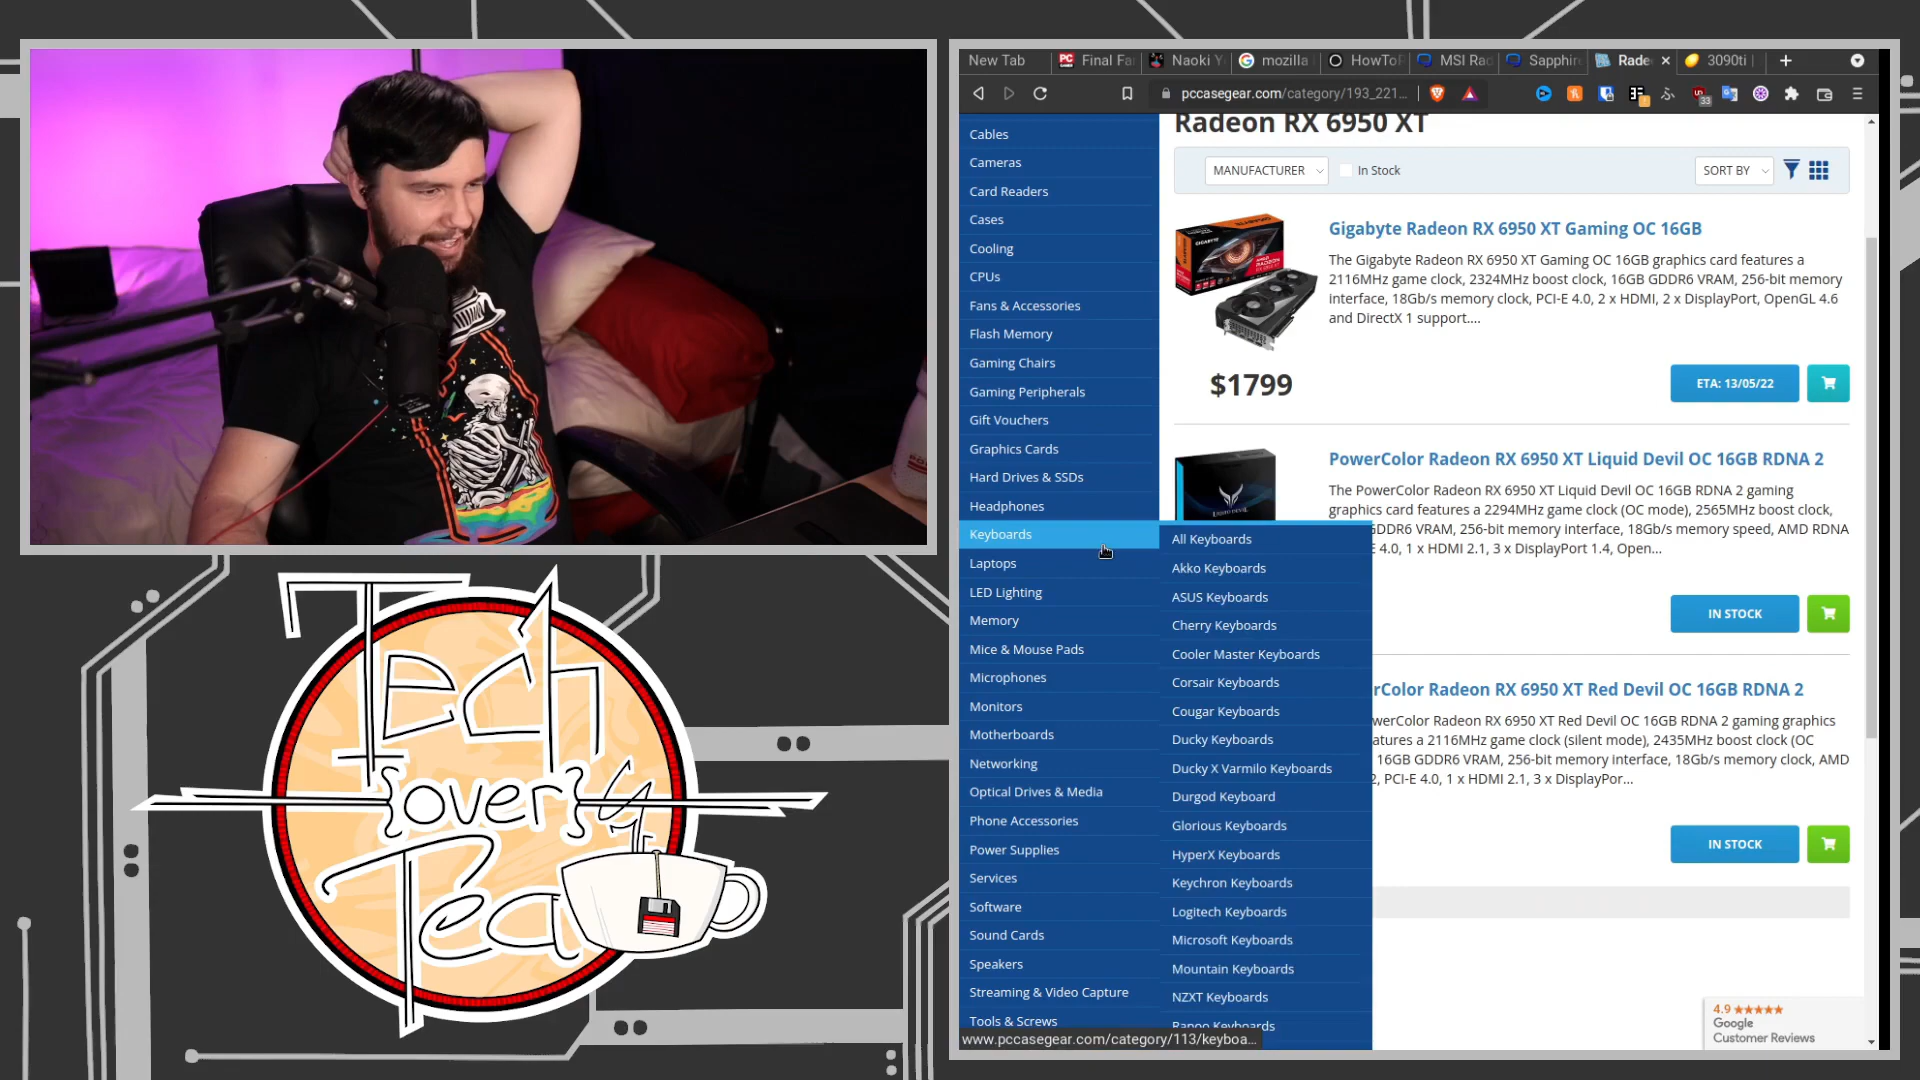 New Tab
Final Fa
Naoki Y
mozilla
HowTo
MSI Rad
Sapphir
Rade
3090ti
pccasegear.com/category/193_221...
33
Cables
Cameras
Card Readers
Cases
Cooling
CPUs
Fans & Accessories
Flash Memory
Gaming Chairs
Gaming Peripherals
Gift Vouchers
Graphics Cards
Hard Drives & SSDs
Headphones
Keyboards
Laptops
LED Lighting
Memory
Mice & Mouse Pads
Microphones
Monitors
Motherboards
Networking
Optical Drives & Media
Phone Accessories
Power Supplies
Services
Software
Sound Cards
Speakers
Streaming & Video Capture
Tools & Screws
www.pccasegear.com/category/113/keyboa...
All Keyboards
Akko Keyboards
ASUS Keyboards
Cherry Keyboards
Cooler Master Keyboards
Corsair Keyboards
Cougar Keyboards
Ducky Keyboards
Ducky X Varmilo Keyboards
Durgod Keyboard
Glorious Keyboards
HyperX Keyboards
Keychron Keyboards
Logitech Keyboards
Microsoft Keyboards
Mountain Keyboards
NZXT Keyboards
Rapoo Keyboards
Radeon RX 6950 XT
MANUFACTURER
In Stock
SORT BY
Gigabyte Radeon RX 6950 XT Gaming OC 16GB
The Gigabyte Radeon RX 6950 XT Gaming OC 16GB graphics card features a
2116MHz game clock, 2324MHz boost clock, 16GB GDDR6 VRAM, 256-bit memory
interface, 18Gb/s memory clock, PCI-E 4.0, 2 x HDMI, 2 x DisplayPort, OpenGL 4.6
and DirectX 1 support....
$1799
ETA: 13/05/22
PowerColor Radeon RX 6950 XT Liquid Devil OC 16GB RDNA 2
The PowerColor Radeon RX 6950 XT Liquid Devil OC 16GB RDNA 2 gaming
graphics card features a 2294MHz game clock (OC mode), 2565MHz boost clock,
GDDR6 VRAM, 256-bit memory interface, 18Gb/s memory speed, AMD RDNA
E 4.0, 1 x HDMI 2.1, 3 x DisplayPort 1.4, Open...
IN STOCK
rColor Radeon RX 6950 XT Red Devil OC 16GB RDNA 2
werColor Radeon RX 6950 XT Red Devil OC 16GB RDNA 2 gaming graphics
atures a 2116MHz game clock (silent mode), 2435MHz boost clock (OC
16GB GDDR6 VRAM, 256-bit memory interface, 18Gb/s memory clock, AMD
2, PCI-E 4.0, 1 x HDMI 2.1, 3 x DisplayPor...
IN STOCK
4.9 ★★★★★
Google
Customer Reviews
Tech
{over}
Tea